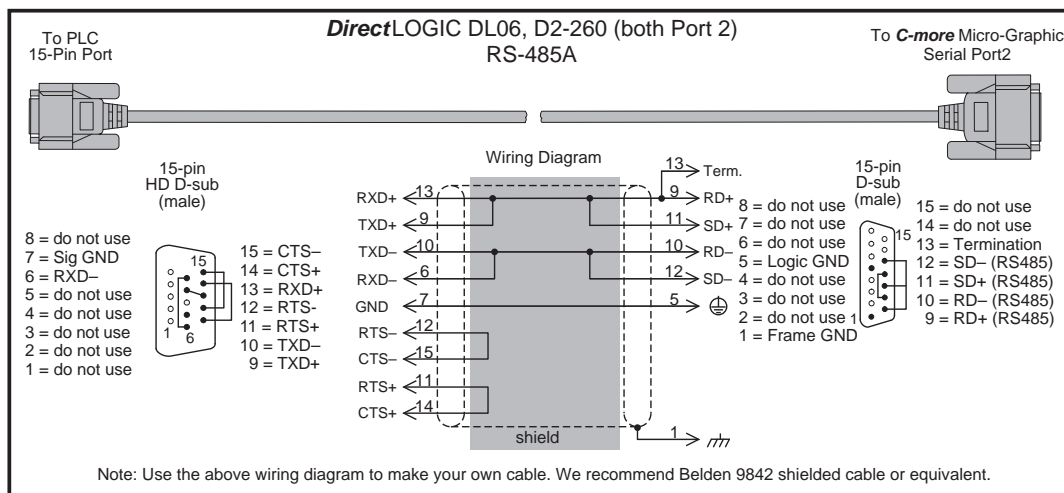 DirectLOGIC DL06, D2-260 (both Port 2)
RS-485A
To PLC
15-Pin Port
To C-more Micro-Graphic
Serial Port2
15-pin
HD D-sub
(male)
8 = do not use
7 = Sig GND
6 = RXD–
5 = do not use
4 = do not use
3 = do not use
2 = do not use
1 = do not use
15
1
6
15 = CTS–
14 = CTS+
13 = RXD+
12 = RTS-
11 = RTS+
10 = TXD–
9 = TXD+
Wiring Diagram
13 Term.
RXD+ 13 9 RD+
TXD+ 9 11 SD+
TXD– 10 10 RD–
RXD– 6 12 SD–
GND 7 5
RTS– 12
CTS– 15
RTS+ 11
CTS+ 14
shield
1
15-pin
D-sub
(male)
8 = do not use
7 = do not use
6 = do not use
5 = Logic GND
4 = do not use
3 = do not use
2 = do not use
1 = Frame GND
15
1
15 = do not use
14 = do not use
13 = Termination
12 = SD– (RS485)
11 = SD+ (RS485)
10 = RD– (RS485)
9 = RD+ (RS485)
Note: Use the above wiring diagram to make your own cable. We recommend Belden 9842 shielded cable or equivalent.